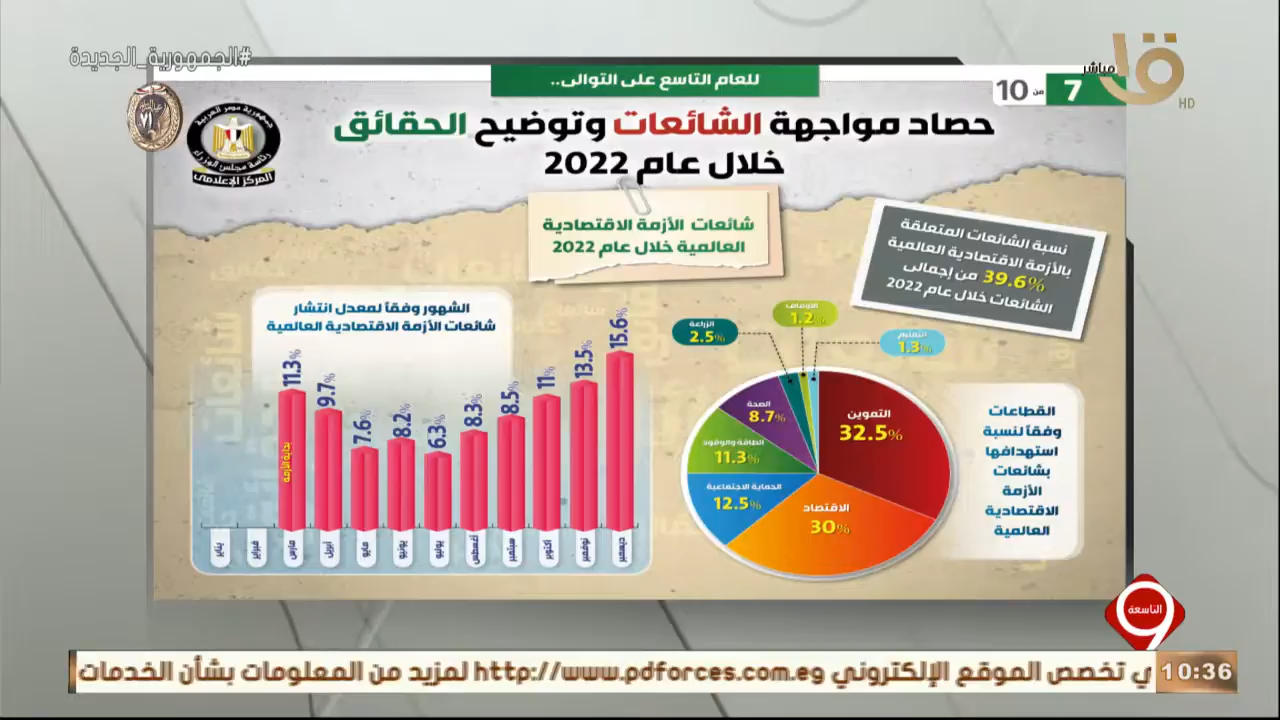 #الجمهورية_الجديدة
مباشر
HD
للعام التاسع على التوالى..
7 من 10
حصاد مواجهة الشائعات وتوضيح الحقائق
خلال عام 2022
جمهورية مصر العربية
رئاسة مجلس الوزراء
المركز الإعلامى
شائعات الأزمة الاقتصادية
العالمية خلال عام 2022
نسبة الشائعات المتعلقة
بالأزمة الاقتصادية العالمية
39.6% من إجمالى
الشائعات خلال عام 2022
القطاعات
وفقاً لنسبة
استهدافها
بشائعات
الأزمة
الاقتصادية
العالمية
التموين
32.5%
الاقتصاد
30%
الحماية الاجتماعية
12.5%
الطاقة والوقود
11.3%
الصحة
8.7%
الزراعة
2.5%
الأوقاف
1.2%
التعليم
1.3%
الشهور وفقاً لمعدل انتشار
شائعات الأزمة الاقتصادية العالمية
11.3%
9.7%
7.6%
8.2%
6.3%
8.3%
8.5%
11%
13.5%
15.6%
بداية الأزمة
يناير
فبراير
مارس
أبريل
مايو
يونيو
يوليو
أغسطس
سبتمبر
أكتوبر
نوفمبر
ديسمبر
التاسعة
9
10:36
ي تخصص الموقع الإلكتروني http://www.pdforces.com.eg لمزيد من المعلومات بشأن الخدمات